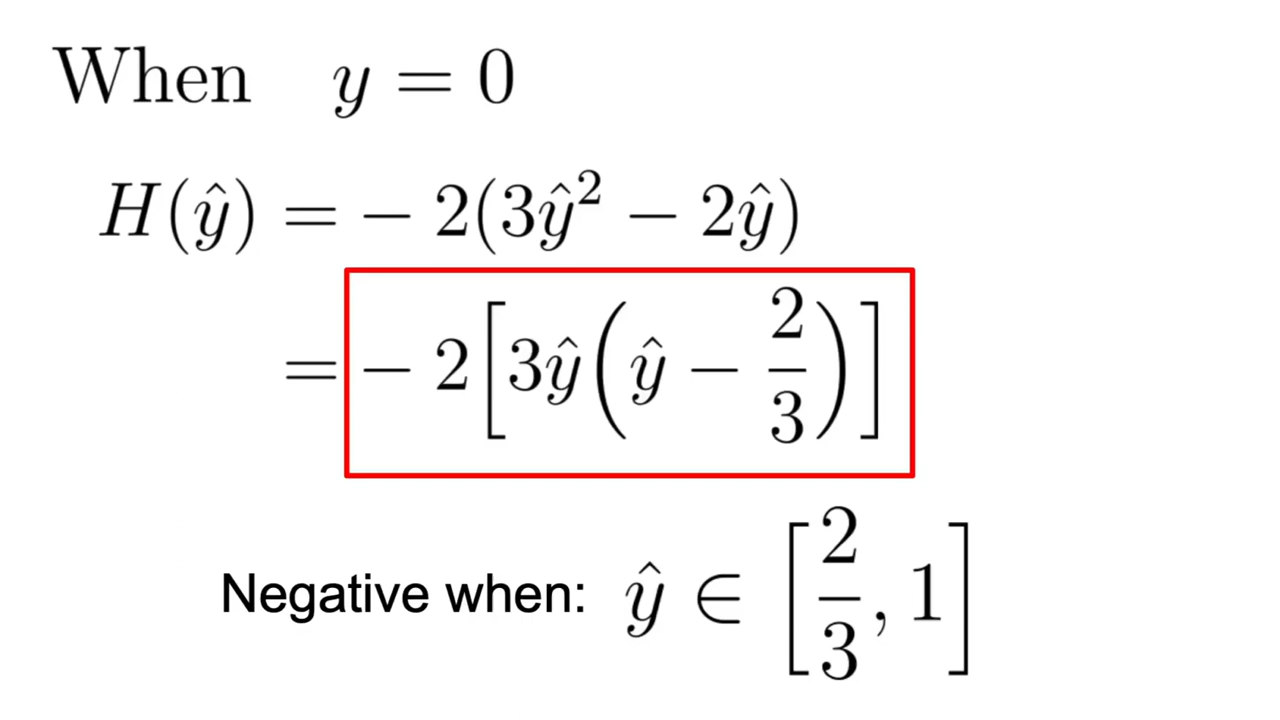 When y = 0
H(ŷ) = − 2(3ŷ² − 2ŷ)
= − 2[3ŷ(ŷ − 2/3)]
Negative when: ŷ ∈ [2/3, 1]